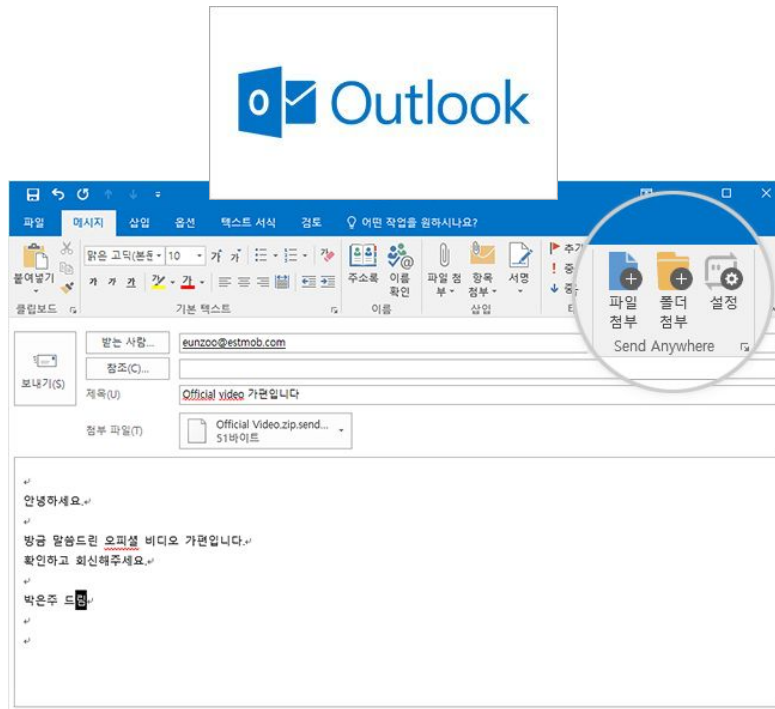 Outlook
파일 메시지 삽입 옵션 텍스트 서식 검토 어떤 작업을 원하시나요?
맑은 고딕(본문 10 가 가
붙여넣기 가 가 가 가 가 주소록 이름 확인 파일 첨부 항목 첨부 서명
클립보드 기본 텍스트 이름 삽입
파일 첨부 폴더 첨부 설정
Send Anywhere
보내기(S)
받는 사람... eunzoo@estmob.com
참조(C)...
제목(U) Official video 가편입니다
첨부 파일(T) Official Video.zip.send...
51바이트
안녕하세요.
방금 말씀드린 오피셜 비디오 가편입니다.
확인하고 회신해주세요.
박은주 드림